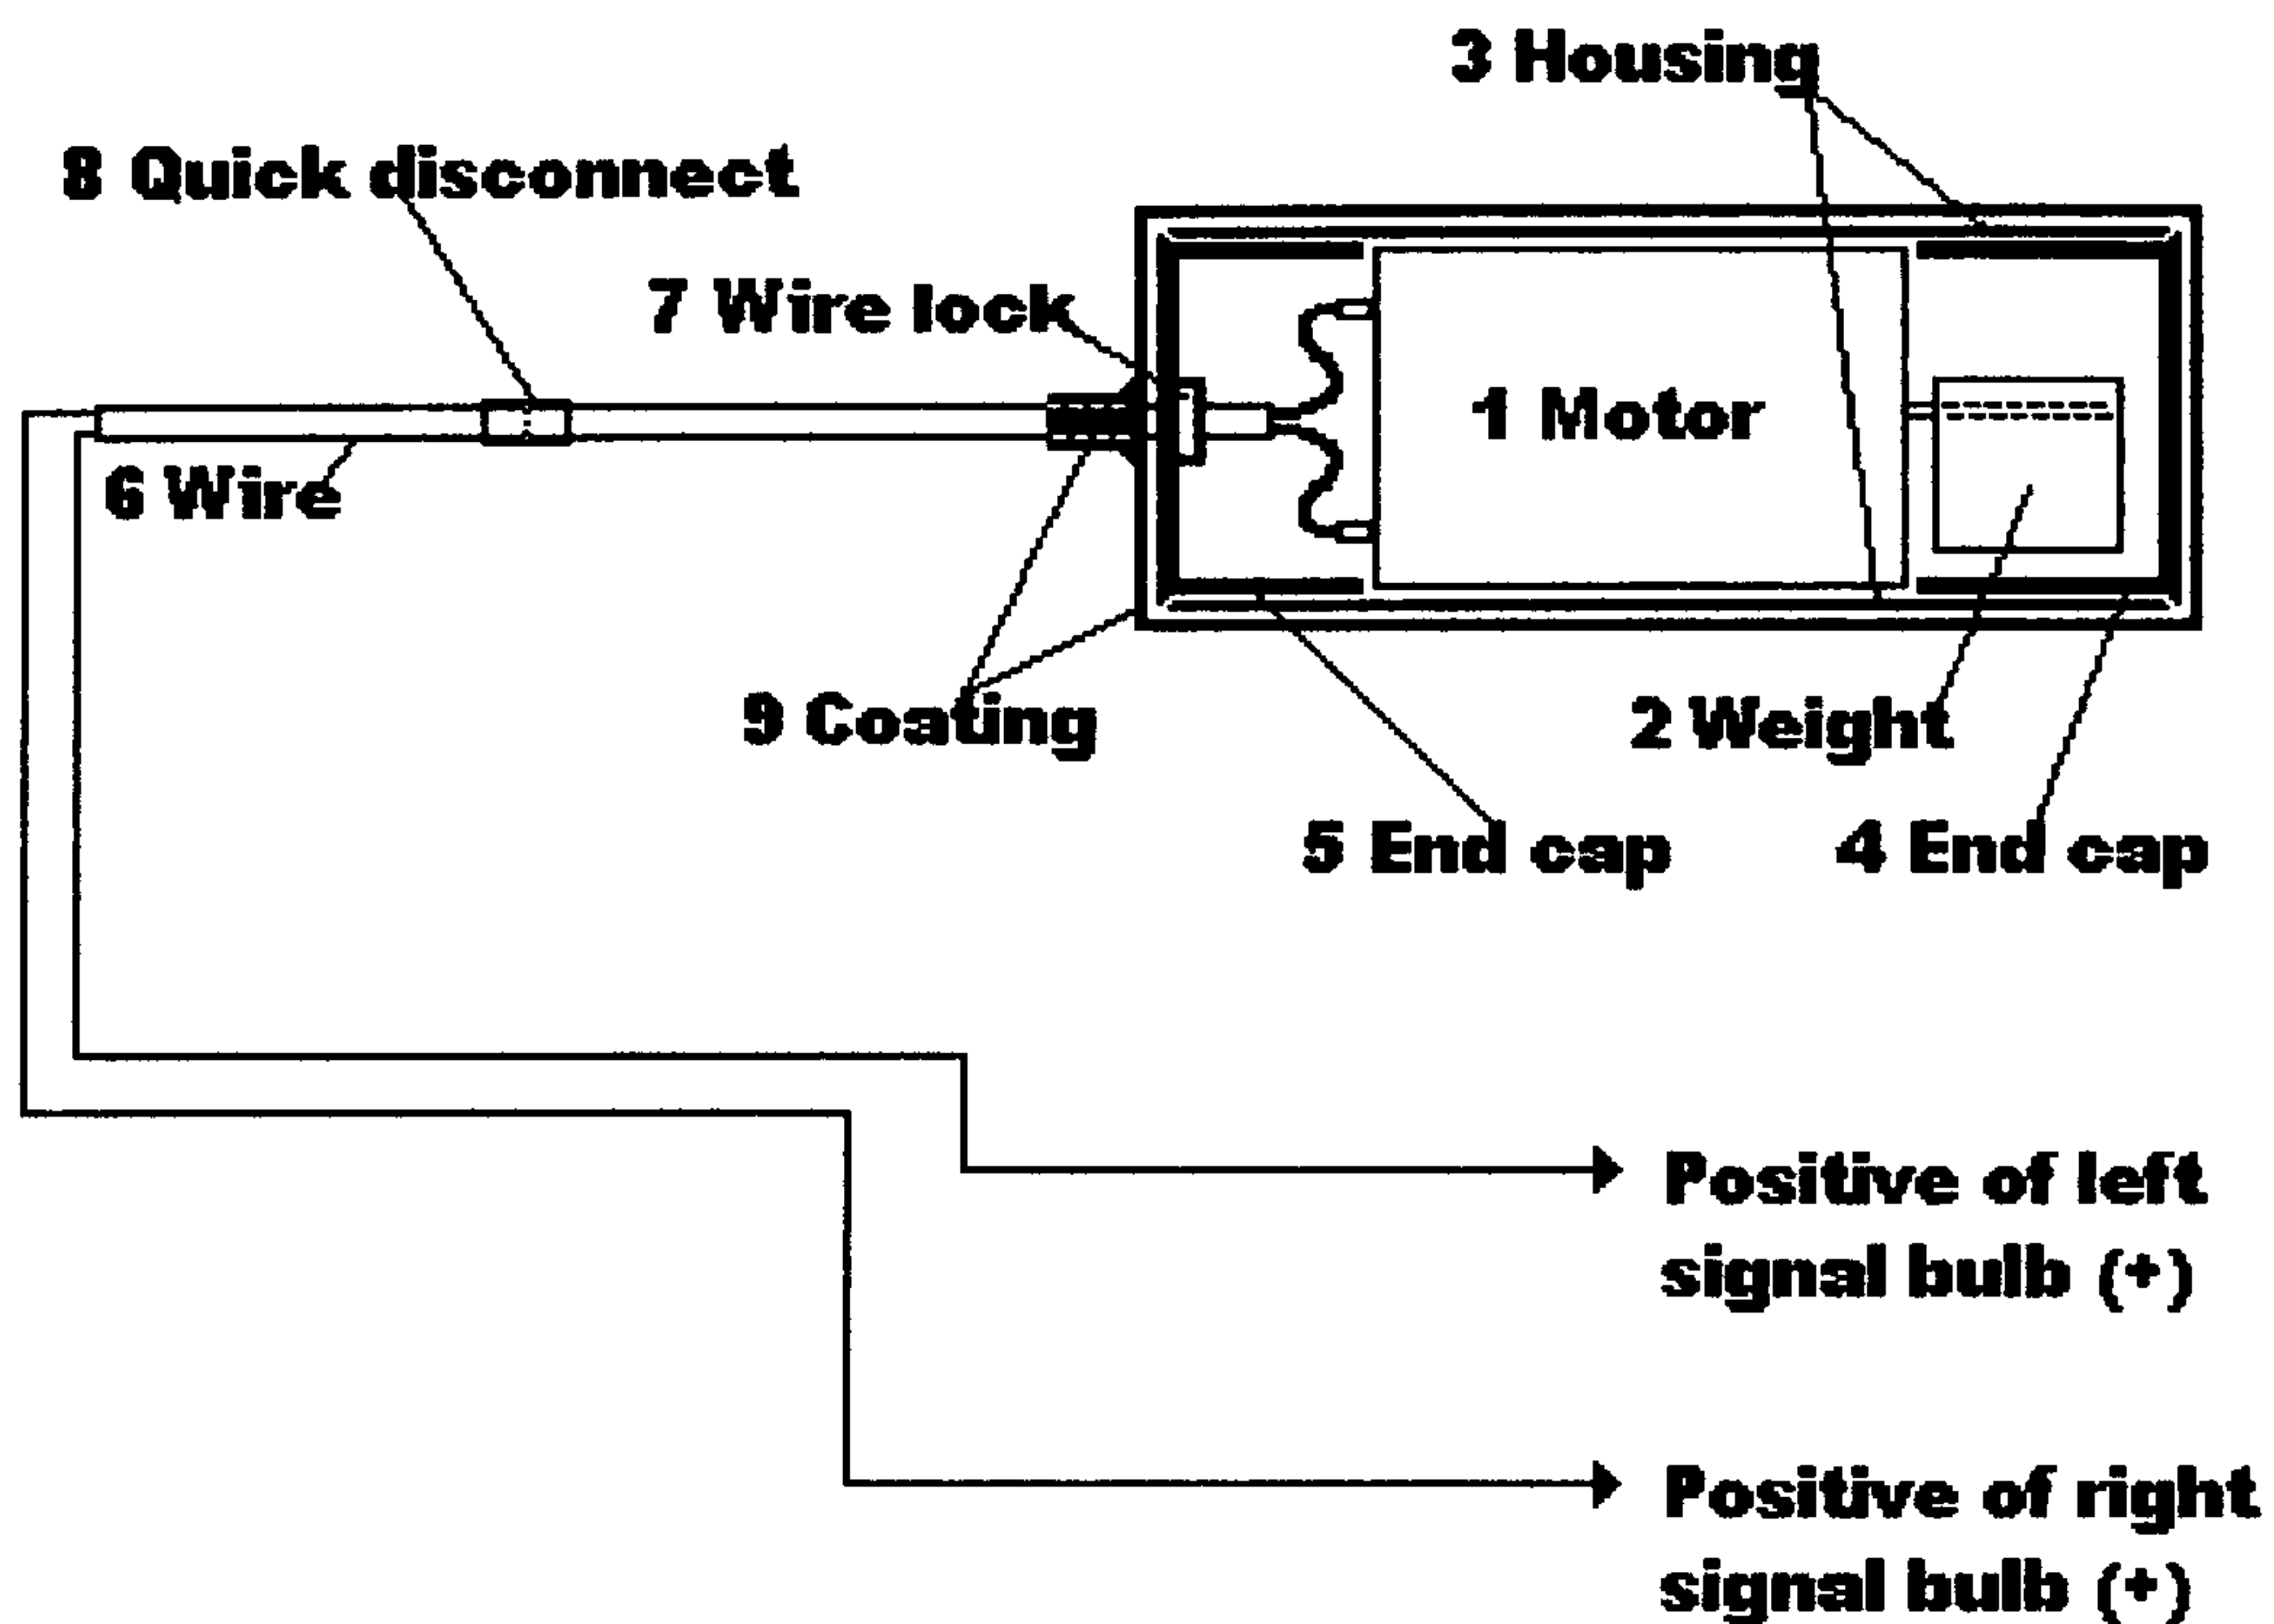 3 Housing
8 Quick disconnect
7 Wire lock
1 Motor
6 Wire
9 Coating
2 Weight
5 End cap
4 End cap
Positive of left
signal bulb (+)
Positive of right
signal bulb (+)